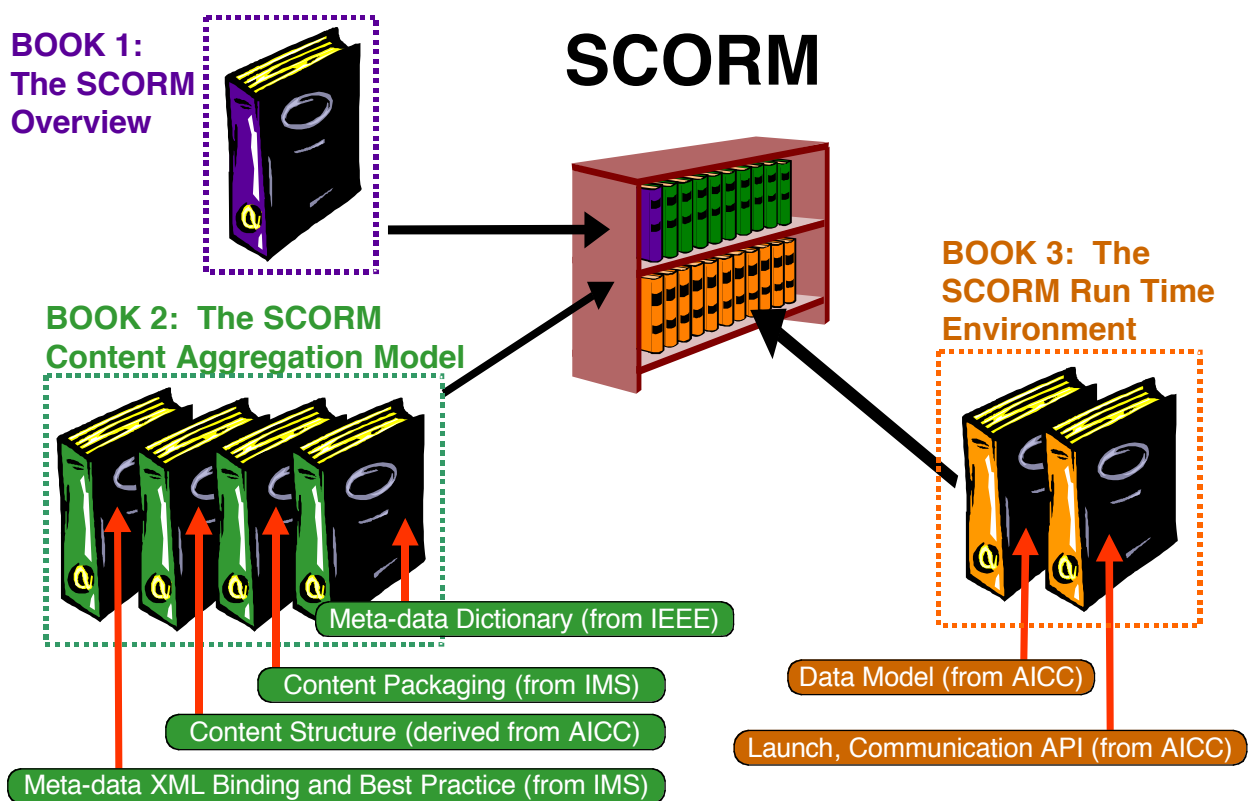 BOOK 1:
The SCORM
Overview
SCORM
BOOK 2:  The SCORM
Content Aggregation Model
BOOK 3:  The
SCORM Run Time
Environment
Meta-data Dictionary (from IEEE)
Content Packaging (from IMS)
Content Structure (derived from AICC)
Meta-data XML Binding and Best Practice (from IMS)
Data Model (from AICC)
Launch, Communication API (from AICC)